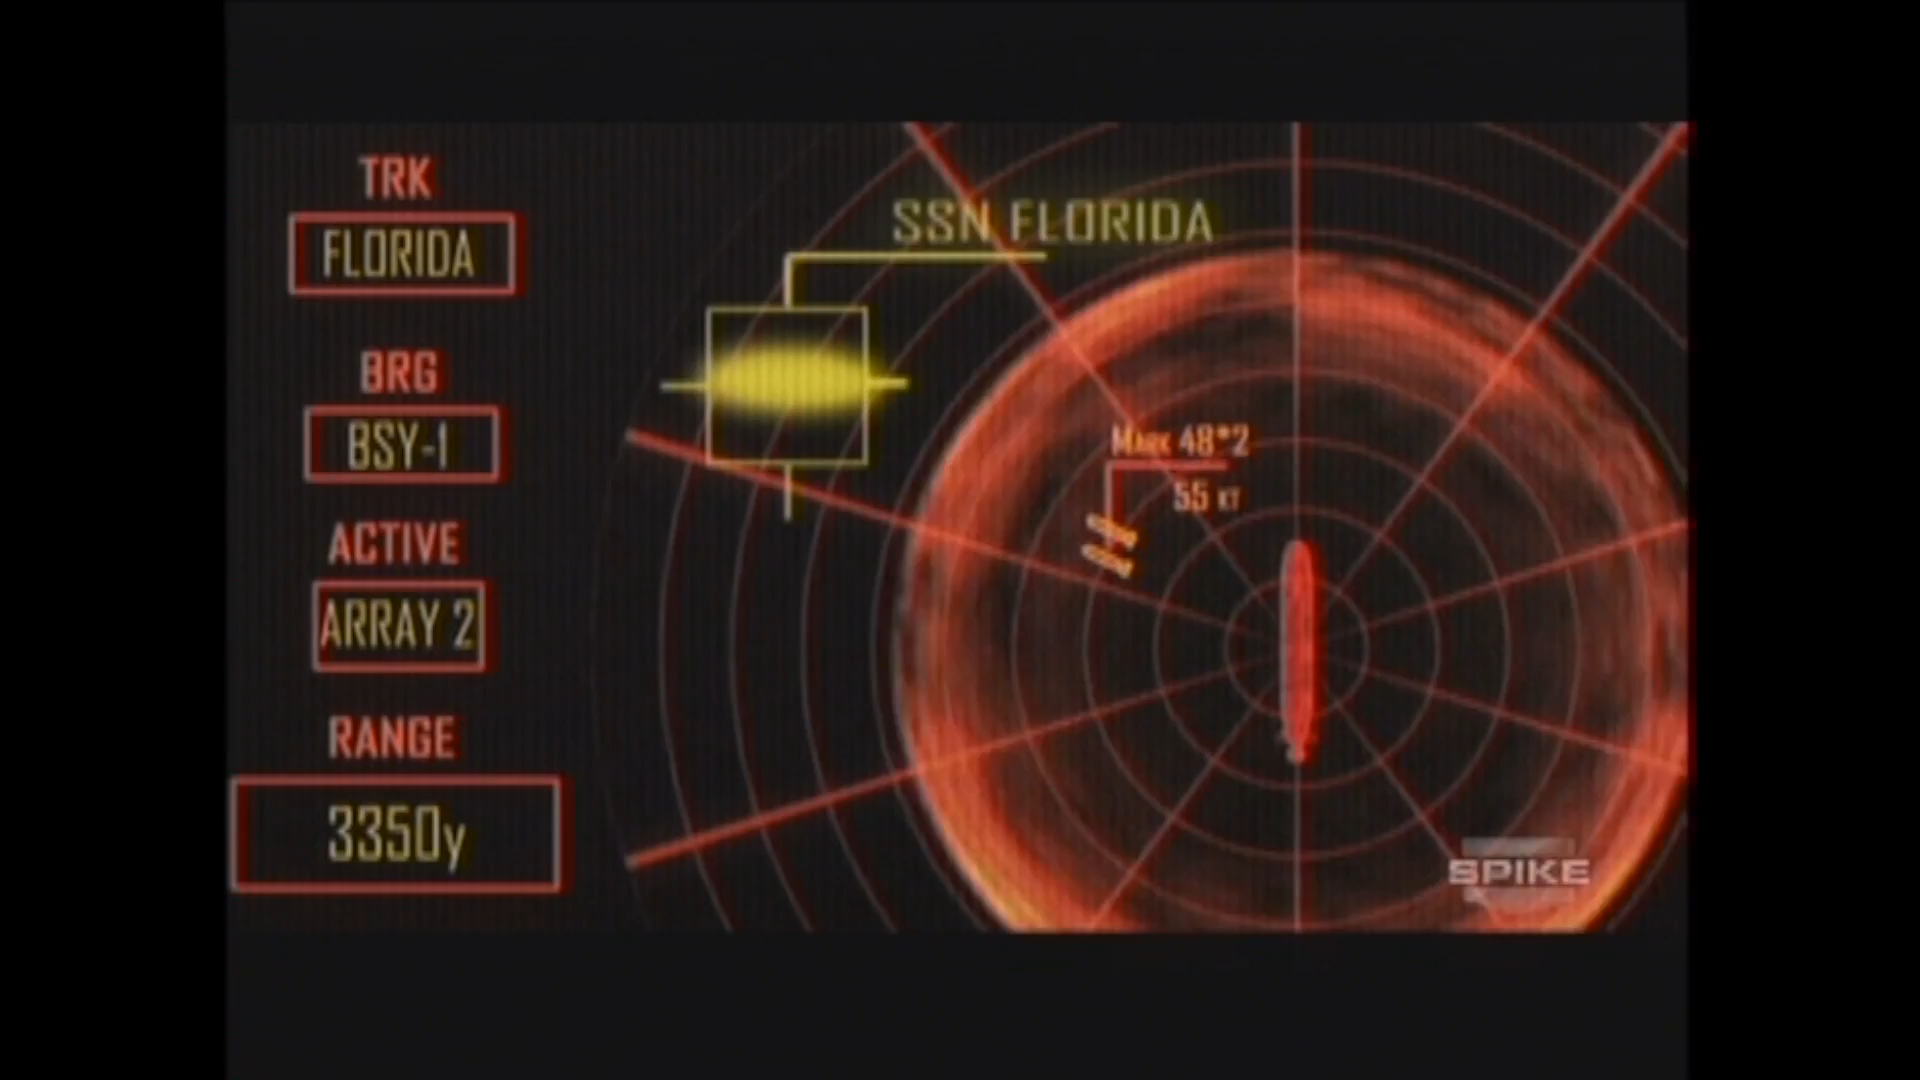 TRK
FLORIDA
BRG
BSY-1
ACTIVE
ARRAY 2
RANGE
3350y
SSN FLORIDA
MARK 48*2
55 KT
SPIKE